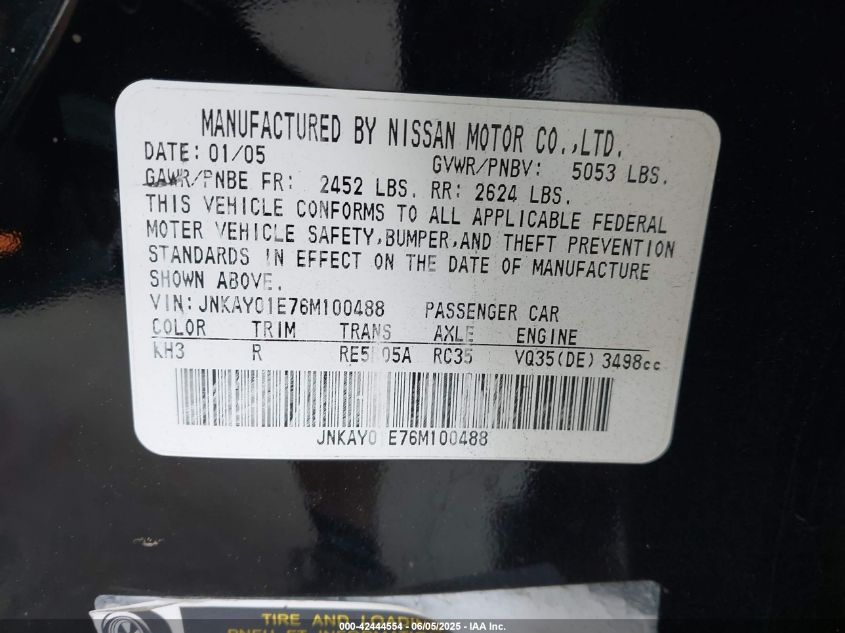 MANUFACTURED BY NISSAN MOTOR CO.,LTD.
DATE: 01/05 GVWR/PNBV: 5053 LBS.
GAWR/PNBE FR: 2452 LBS. RR: 2624 LBS.
THIS VEHICLE CONFORMS TO ALL APPLICABLE FEDERAL
MOTER VEHICLE SAFETY,BUMPER,AND THEFT PREVENTION
STANDARDS IN EFFECT ON THE DATE OF MANUFACTURE
SHOWN ABOVE.
VIN: JNKAY01E76M100488 PASSENGER CAR
COLOR TRIM TRANS AXLE ENGINE
KH3 R RE5 05A RC35 VQ35(DE) 3498cc
JNKAY0 E76M100488
TIRE AND
000-42444554 - 06/05/2025 - IAA Inc.